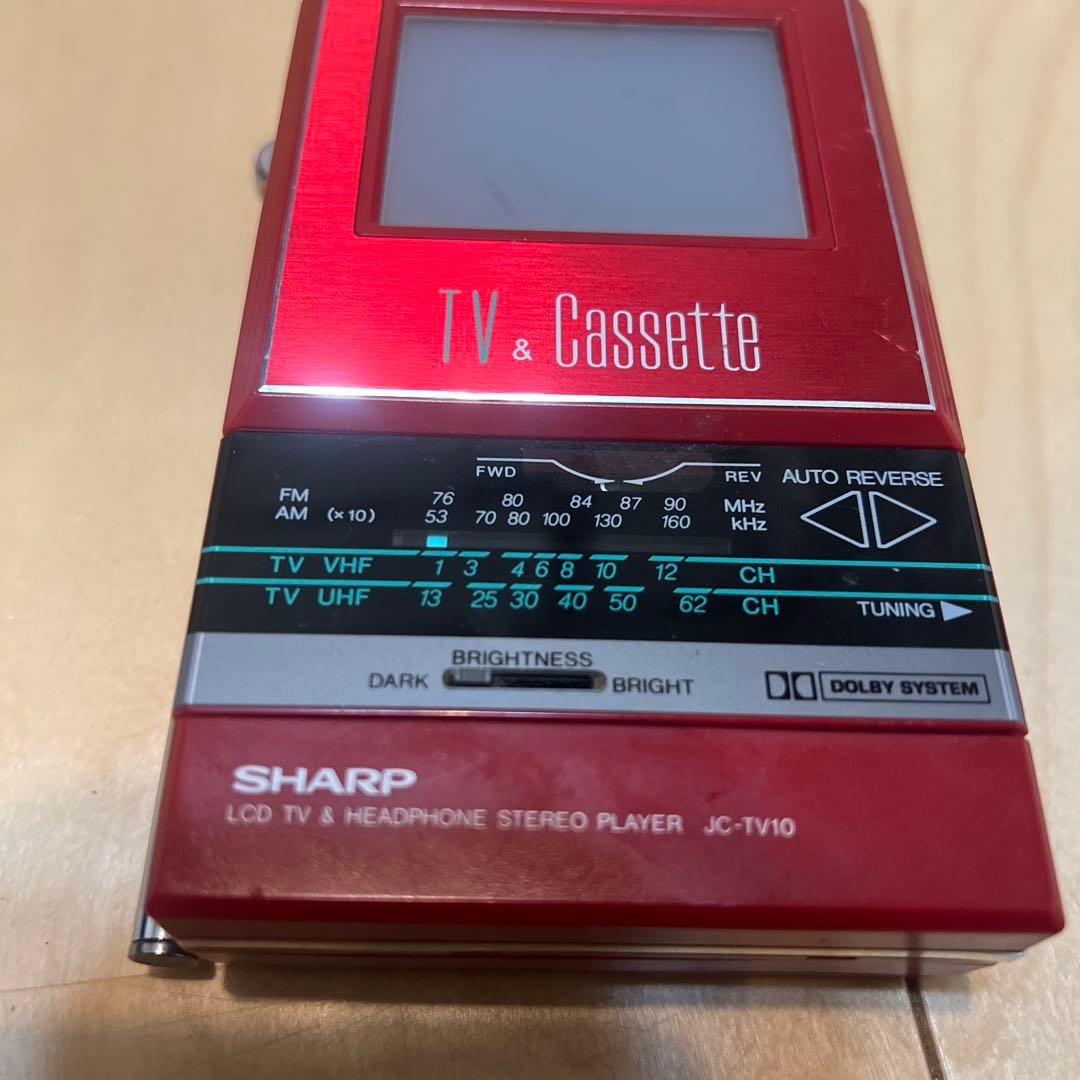 TV & Cassette
FWD REV AUTO REVERSE
FM 76 80 84 87 90 MHz
AM (×10) 53 70 80 100 130 160 kHz
TV VHF 1 3 4 6 8 10 12 CH
TV UHF 13 25 30 40 50 62 CH TUNING
BRIGHTNESS
DARK BRIGHT DOLBY SYSTEM
SHARP
LCD TV & HEADPHONE STEREO PLAYER JC-TV10